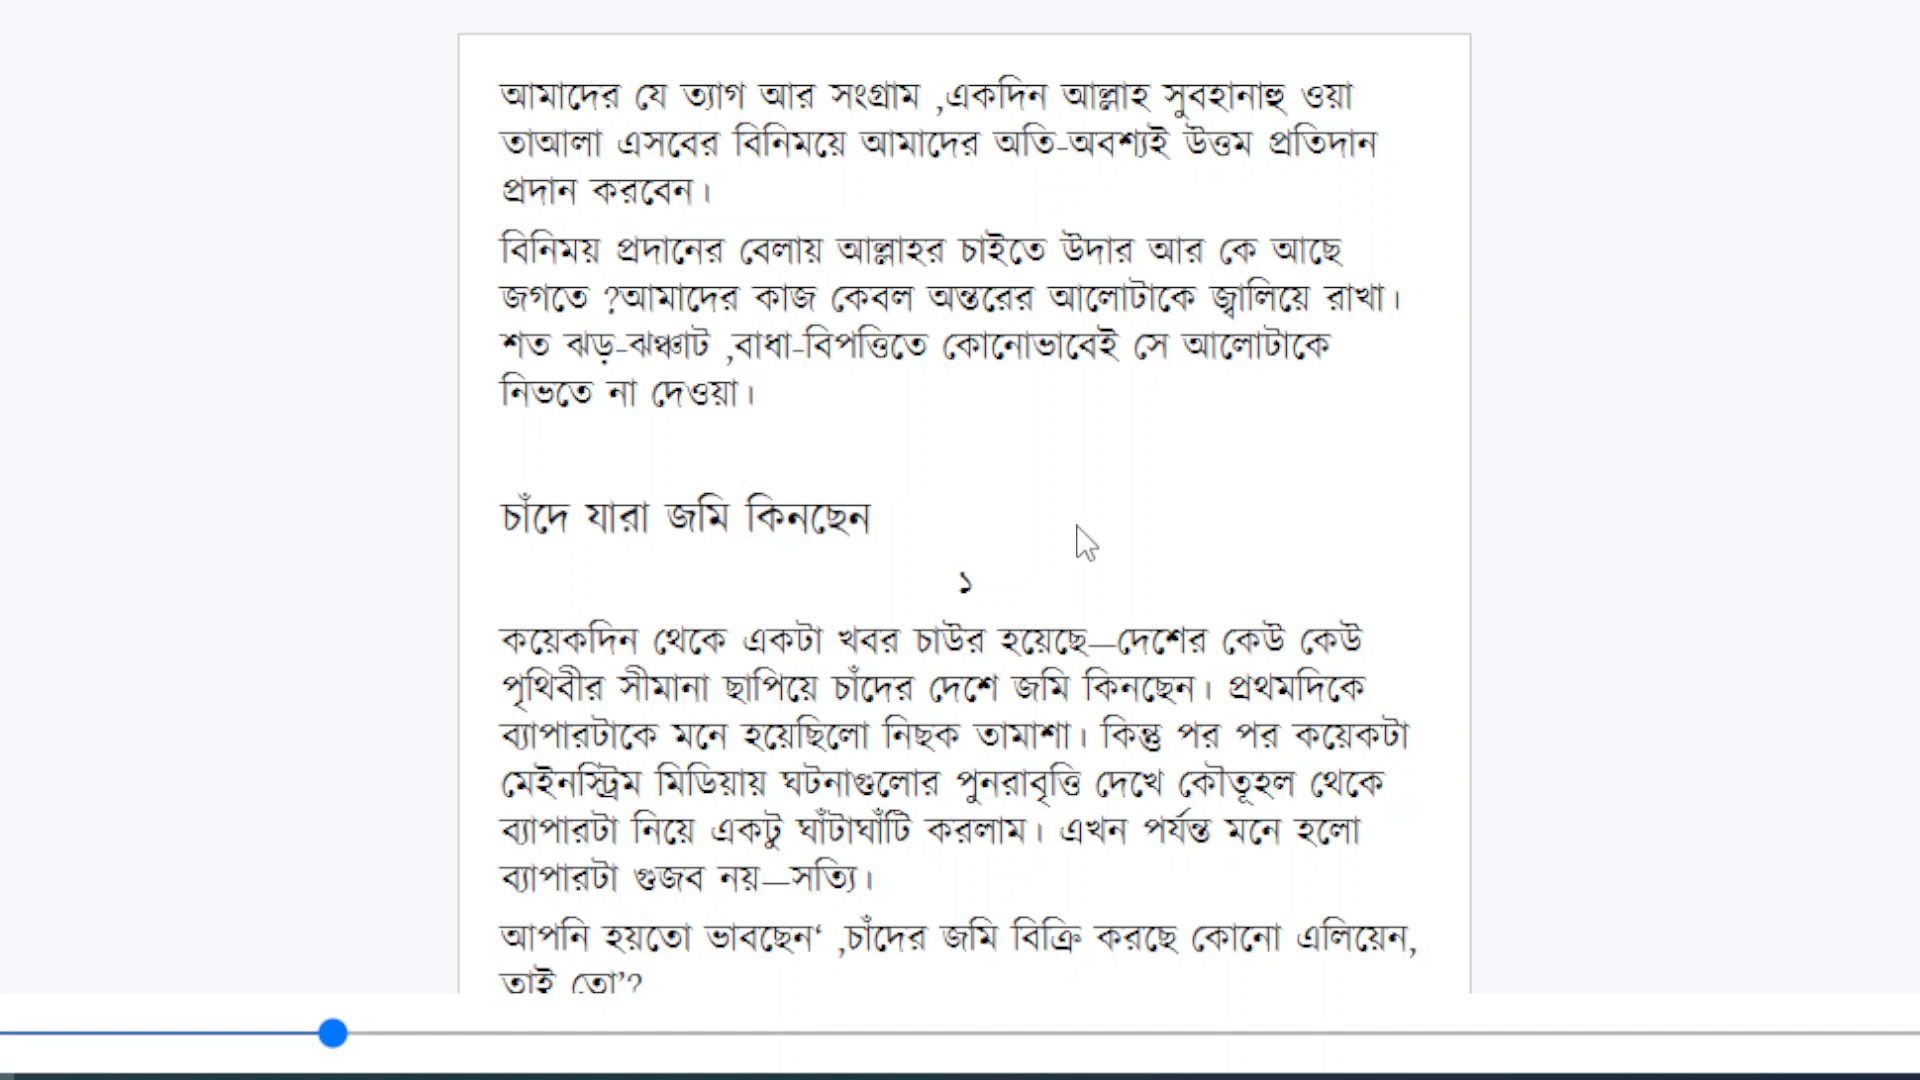 আমাদের যে ত্যাগ আর সংগ্রাম ,একদিন আল্লাহ সুবহানাহু ওয়া
তাআলা এসবের বিনিময়ে আমাদের অতি-অবশ্যই উত্তম প্রতিদান
প্রদান করবেন।
বিনিময় প্রদানের বেলায় আল্লাহর চাইতে উদার আর কে আছে
জগতে ?আমাদের কাজ কেবল অন্তরের আলোটাকে জ্বালিয়ে রাখা।
শত ঝড়-ঝঞ্চাট ,বাধা-বিপত্তিতে কোনোভাবেই সে আলোটাকে
নিভতে না দেওয়া।
চাঁদে যারা জমি কিনছেন
১
কয়েকদিন থেকে একটা খবর চাউর হয়েছে—দেশের কেউ কেউ
পৃথিবীর সীমানা ছাপিয়ে চাঁদের দেশে জমি কিনছেন। প্রথমদিকে
ব্যাপারটাকে মনে হয়েছিলো নিছক তামাশা। কিন্তু পর পর কয়েকটা
মেইনস্ট্রিম মিডিয়ায় ঘটনাগুলোর পুনরাবৃত্তি দেখে কৌতূহল থেকে
ব্যাপারটা নিয়ে একটু ঘাঁটাঘাঁটি করলাম। এখন পর্যন্ত মনে হলো
ব্যাপারটা গুজব নয়—সত্যি।
আপনি হয়তো ভাবছেন‘ ,চাঁদের জমি বিক্রি করছে কোনো এলিয়েন,
তাই তো’?